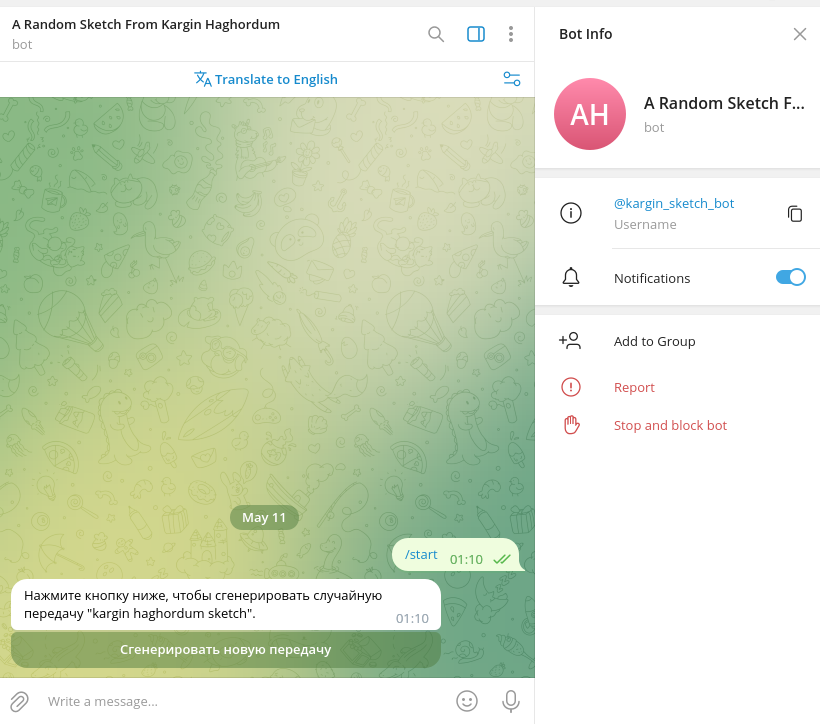 A Random Sketch From Kargin Haghordum
bot
Translate to English
May 11
/start 01:10
Нажмите кнопку ниже, чтобы сгенерировать случайную
передачу "kargin haghordum sketch".
01:10
Сгенерировать новую передачу
Write a message...
Bot Info
AH
A Random Sketch F...
bot
@kargin_sketch_bot
Username
Notifications
Add to Group
Report
Stop and block bot